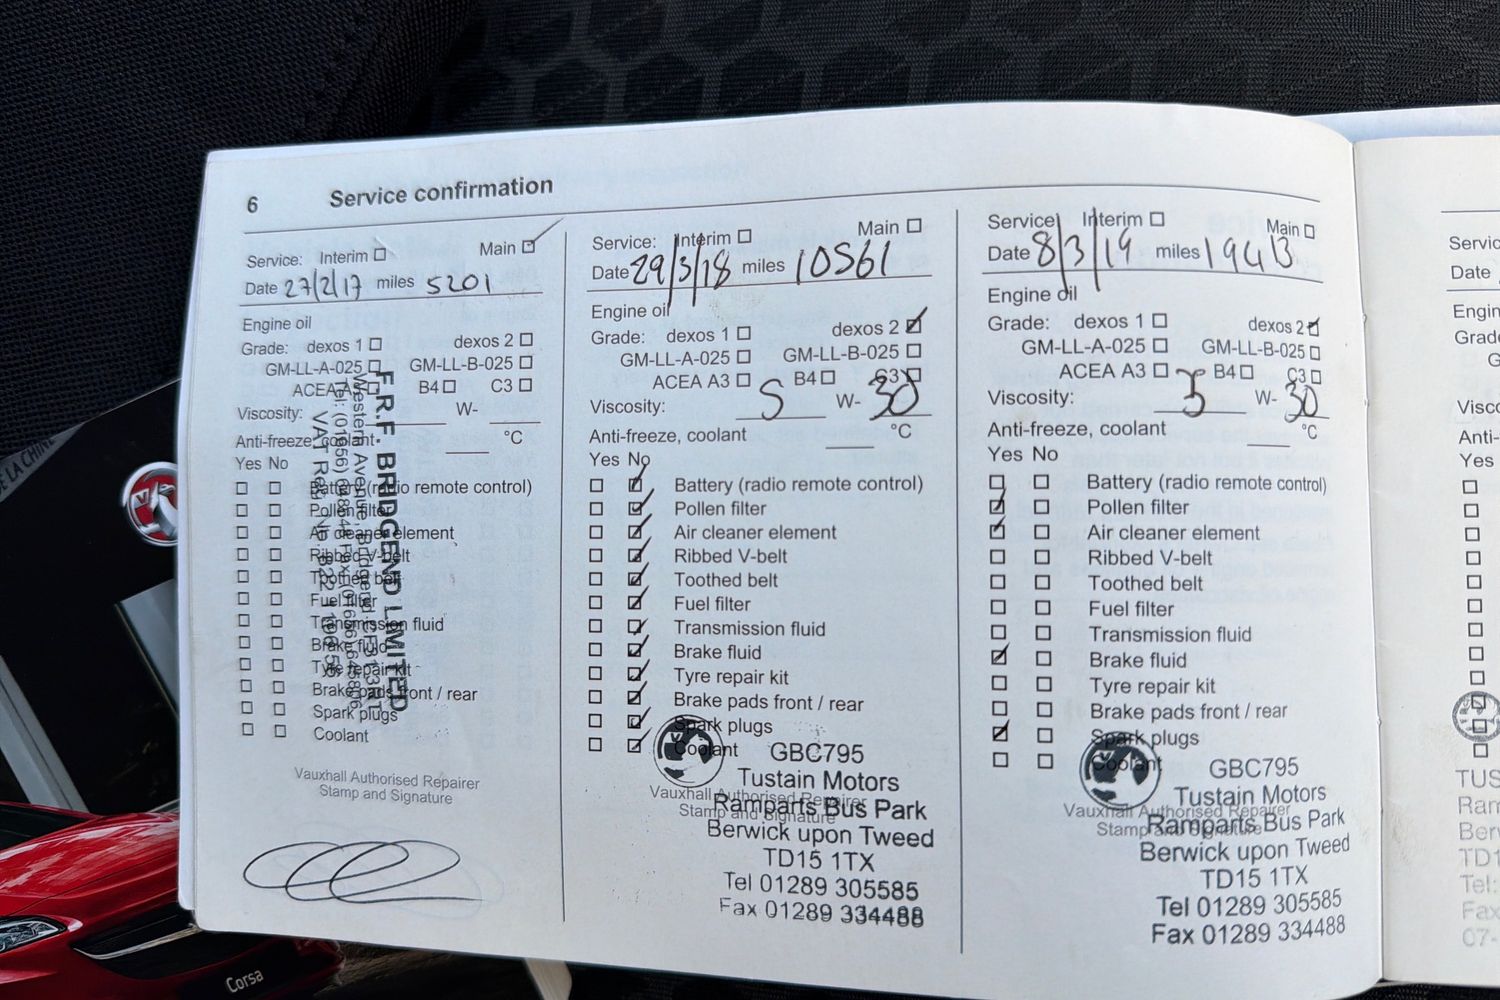 6 Service confirmation
Service: Interim Main
Date 27/2/17 miles 5201
Engine oil
Grade: dexos 1 dexos 2
GM-LL-A-025 GM-LL-B-025
ACEA A3 B4 C3
Viscosity: W-
Anti-freeze, coolant °C
Yes No
Battery (radio remote control)
Pollen filter
Air cleaner element
Ribbed V-belt
Toothed belt
Fuel filter
Transmission fluid
Brake fluid
Tyre repair kit
Brake pads front / rear
Spark plugs
Coolant
F.R.F. BRIDGEND LIMITED
Western Avenue, Bridgend
Vauxhall Authorised Repairer
Stamp and Signature
Service: Interim Main
Date 29/3/18 miles 10561
Engine oil
Grade: dexos 1 dexos 2
GM-LL-A-025 GM-LL-B-025
ACEA A3 B4 C3
Viscosity: 5 W- 30
Anti-freeze, coolant °C
Yes No
Battery (radio remote control)
Pollen filter
Air cleaner element
Ribbed V-belt
Toothed belt
Fuel filter
Transmission fluid
Brake fluid
Tyre repair kit
Brake pads front / rear
Spark plugs
Coolant
Vauxhall Authorised Repairer
Stamp and Signature
GBC795
Tustain Motors
Ramparts Bus Park
Berwick upon Tweed
TD15 1TX
Tel 01289 305585
Fax 01289 334488
Service: Interim Main
Date 8/3/19 miles 19413
Engine oil
Grade: dexos 1 dexos 2
GM-LL-A-025 GM-LL-B-025
ACEA A3 B4 C3
Viscosity: 5 W- 30
Anti-freeze, coolant °C
Yes No
Battery (radio remote control)
Pollen filter
Air cleaner element
Ribbed V-belt
Toothed belt
Fuel filter
Transmission fluid
Brake fluid
Tyre repair kit
Brake pads front / rear
Spark plugs
Coolant
Vauxhall Authorised Repairer
Stamp and Signature
GBC795
Tustain Motors
Ramparts Bus Park
Berwick upon Tweed
TD15 1TX
Tel 01289 305585
Fax 01289 334488
Date
Yes
Tel:
Fax
Corsa